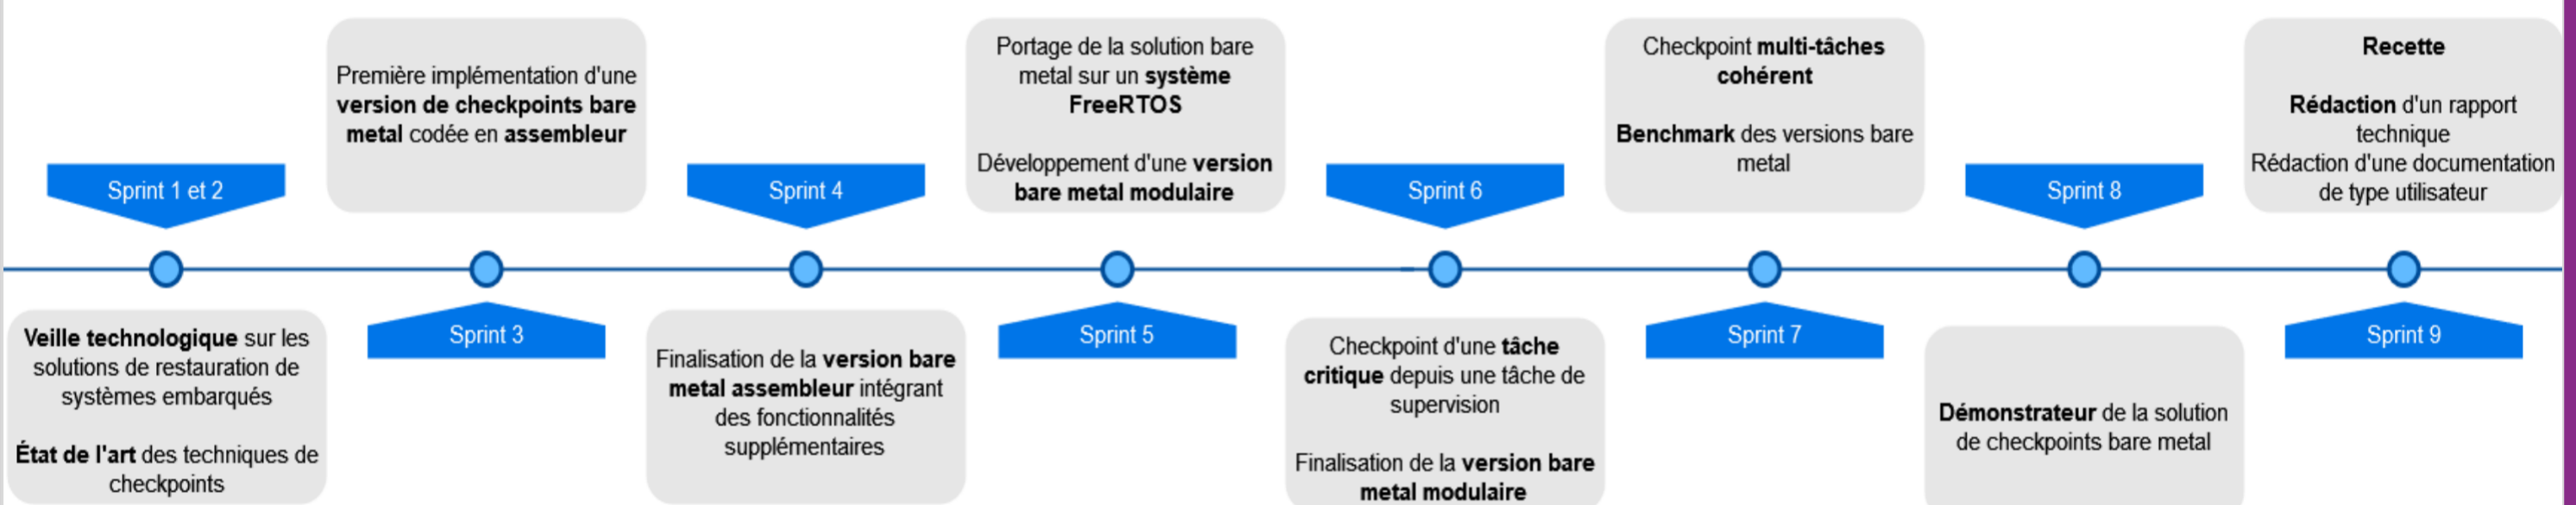 Sprint 1 et 2
Veille technologique sur les
solutions de restauration de
systèmes embarqués
État de l'art des techniques de
checkpoints
Première implémentation d'une
version de checkpoints bare
metal codée en assembleur
Sprint 3
Sprint 4
Finalisation de la version bare
metal assembleur intégrant
des fonctionnalités
supplémentaires
Portage de la solution bare
metal sur un système
FreeRTOS
Développement d'une version
bare metal modulaire
Sprint 5
Sprint 6
Checkpoint d'une tâche
critique depuis une tâche de
supervision
Finalisation de la version bare
metal modulaire
Checkpoint multi-tâches
cohérent
Benchmark des versions bare
metal
Sprint 7
Sprint 8
Démonstrateur de la solution
de checkpoints bare metal
Recette
Rédaction d'un rapport
technique
Rédaction d'une documentation
de type utilisateur
Sprint 9